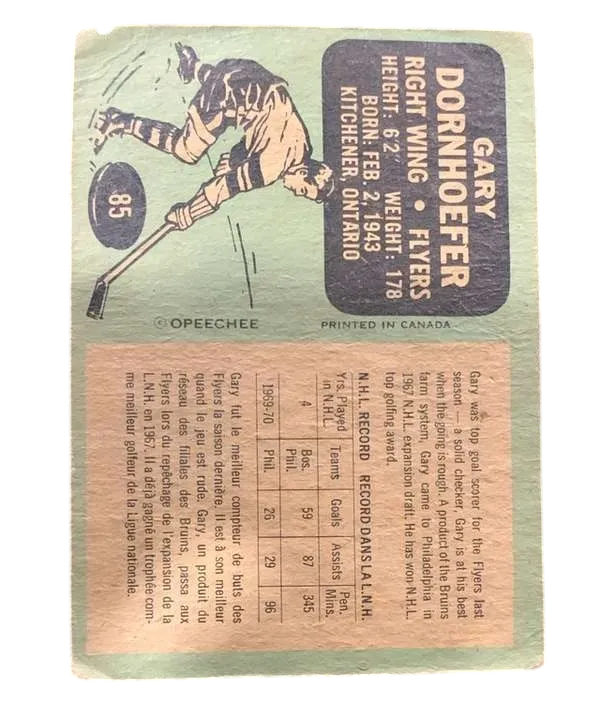 GARY
DORNHOEFER
RIGHT WING • FLYERS
HEIGHT: 6'2" WEIGHT: 178
BORN: FEB. 2, 1943
KITCHENER, ONTARIO
85
© OPEECHEE
PRINTED IN CANADA
Gary was top goal scorer for the Flyers last
season — a solid checker, Gary is at his best
when the going is rough. A product of the Bruins
farm system, Gary came to Philadelphia in
1967 N.H.L. expansion draft. He has won N.H.L.
top golfing award.
N.H.L. RECORD RECORD DANS LA L.N.H.
Yrs. Played in N.H.L. Teams Goals Assists Pen. Mins.
4 Bos. Phil. 59 87 345
1969-70 Phil. 26 29 96
Gary fut le meilleur compteur de buts des
Flyers la saison dernière. Il est à son meilleur
quand le jeu est rude. Gary, un produit du
réseau des filiales des Bruins, passa aux
Flyers lors du repêchage de l'expansion de la
L.N.H. en 1967. Il a déjà gagné un trophée com-
me meilleur golfeur de la Ligue nationale.